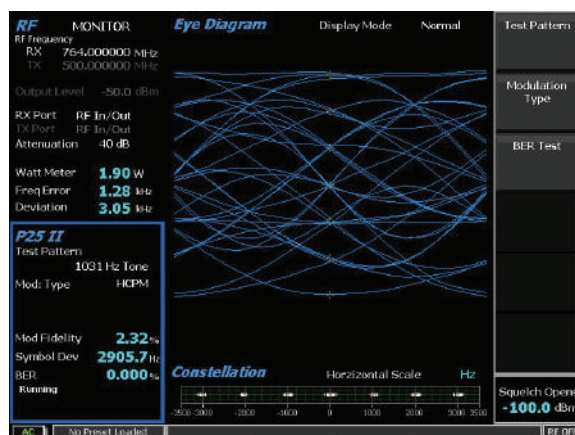 RF MONITOR
RF Frequency
RX 764.000000 MHz
TX 500.000000 MHz
Output Level -50.0 dBm
RX Port RF In/Out
TX Port RF In/Out
Attenuation 40 dB
Watt Meter 1.90 W
Freq Error 1.28 kHz
Deviation 3.05 kHz
P25 II
Test Pattern
1031 Hz Tone
Mod: Type HCPM
Mod Fidelity 2.32 %
Symbol Dev 2905.7 Hz
BER 0.000 %
Running
Eye Diagram Display Mode Normal
Constellation Horzizontal Scale Hz
-3500 -3000 -2000 -1000 0 1000 2000 3000 3500
Test Pattern
Modulation
Type
BER Test
Squelch Opens
-100.0 dBm
AC No Preset Loaded RF OFF